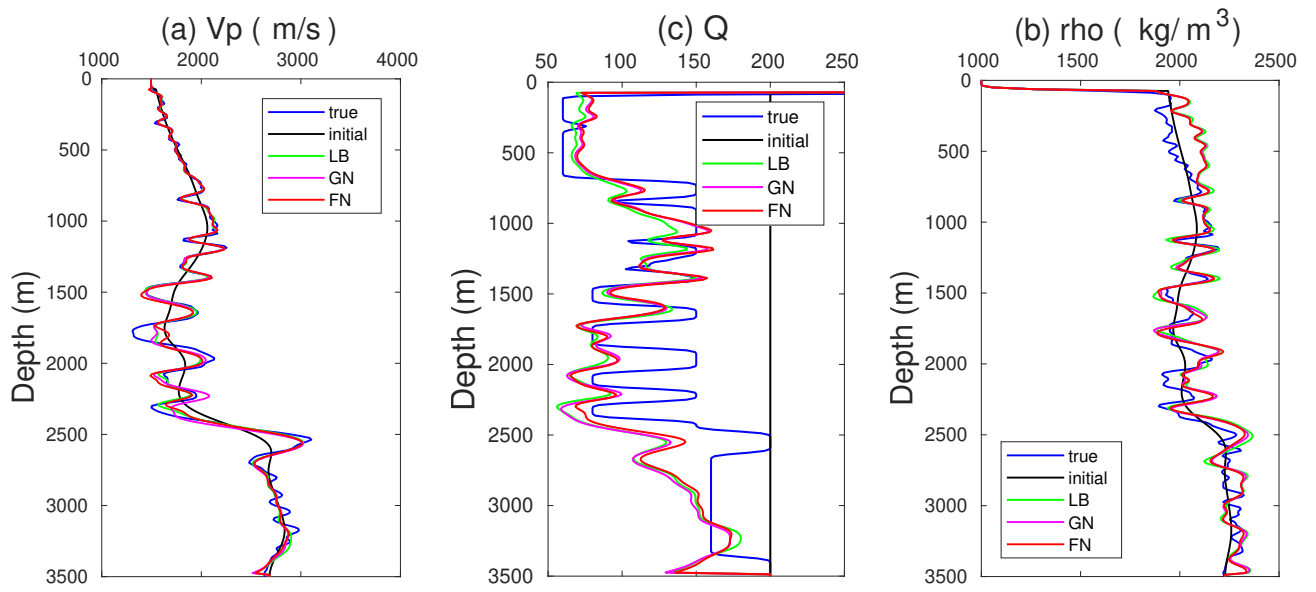 (a) Vp ( m/s )
1000 2000 3000 4000
0
500
1000
1500
2000
2500
3000
3500
Depth (m)
true
initial
LB
GN
FN
(c) Q
50 100 150 200 250
0
500
1000
1500
2000
2500
3000
3500
Depth (m)
true
initial
LB
GN
FN
(b) rho ( kg/ m³)
1000 1500 2000 2500
0
500
1000
1500
2000
2500
3000
3500
Depth (m)
true
initial
LB
GN
FN